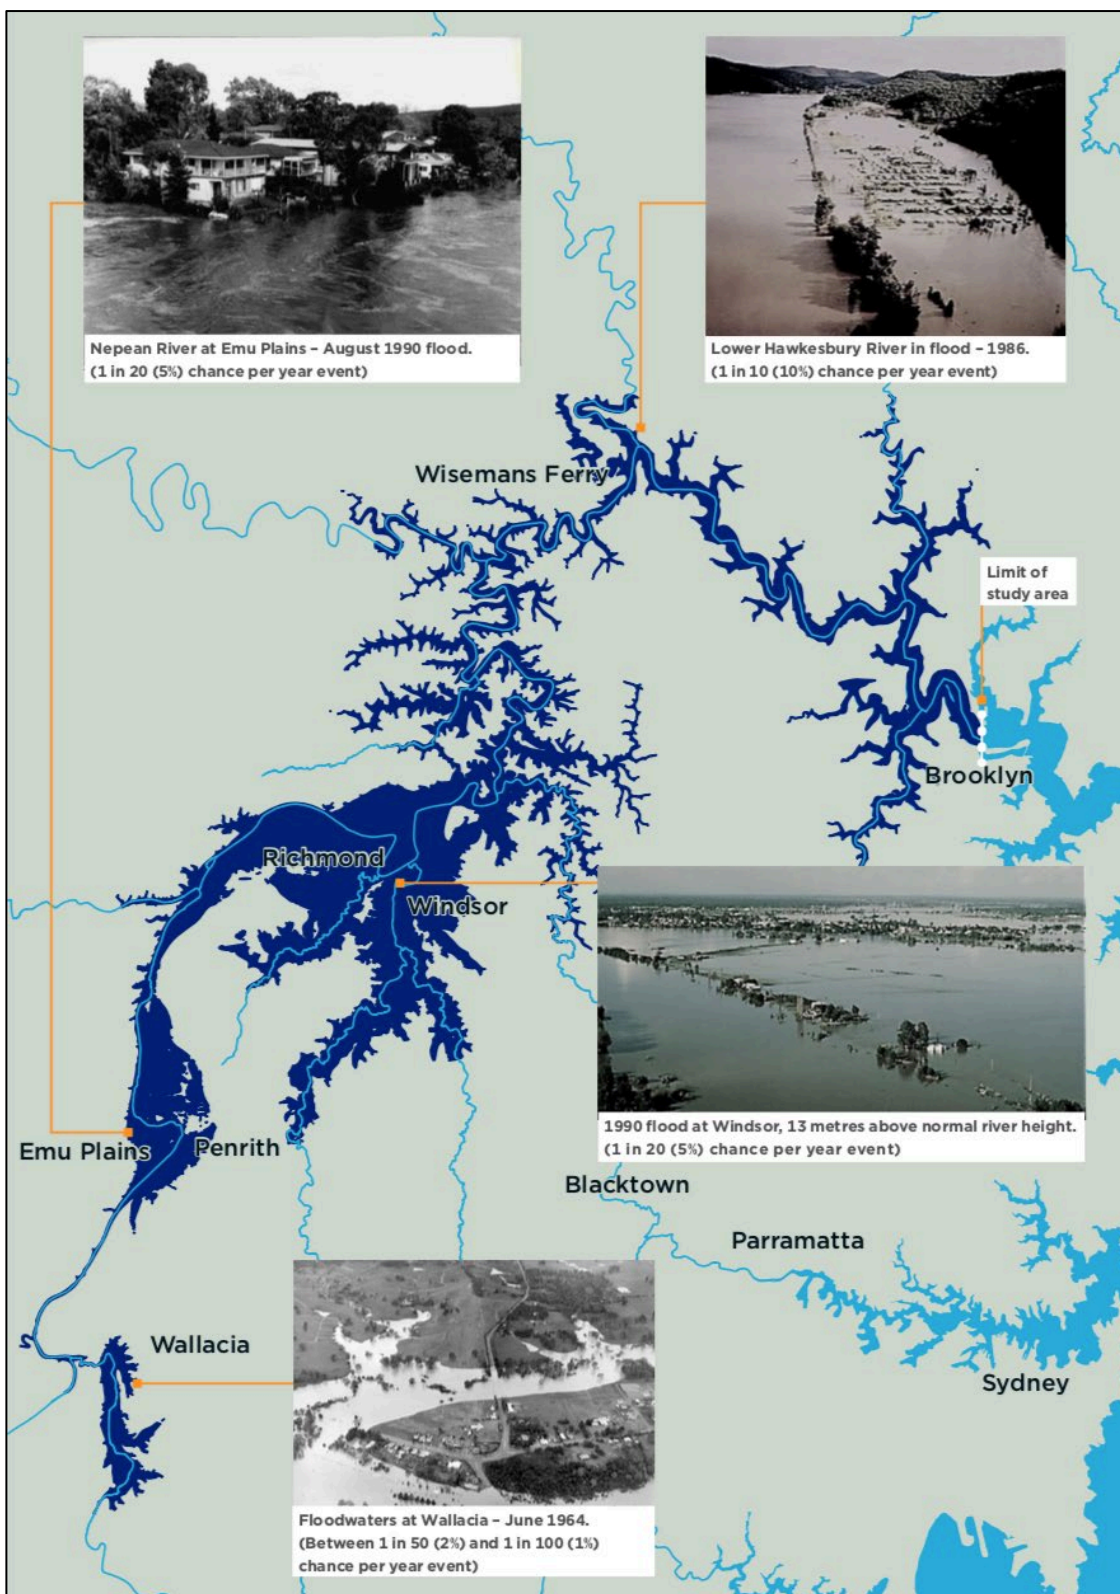 Nepean River at Emu Plains – August 1990 flood.
(1 in 20 (5%) chance per year event)
Lower Hawkesbury River in flood – 1986.
(1 in 10 (10%) chance per year event)
Wisemans Ferry
Limit of
study area
Brooklyn
Richmond
Windsor
1990 flood at Windsor, 13 metres above normal river height.
(1 in 20 (5%) chance per year event)
Emu Plains
Penrith
Blacktown
Parramatta
Sydney
Wallacia
Floodwaters at Wallacia – June 1964.
(Between 1 in 50 (2%) and 1 in 100 (1%)
chance per year event)